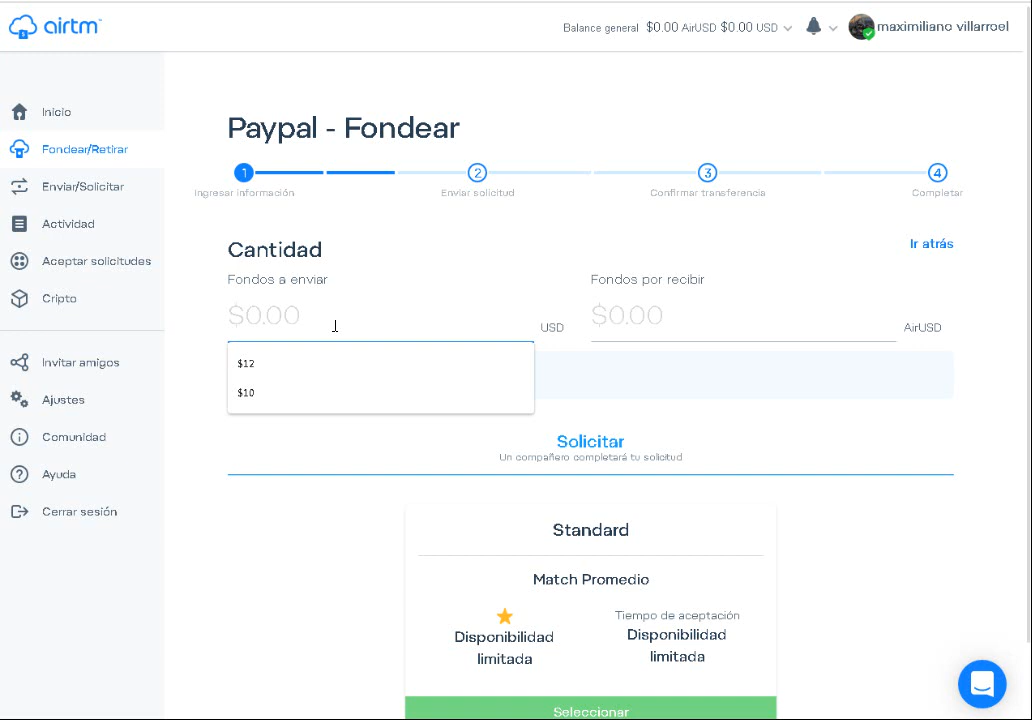 airtm
Balance general $0.00 AirUSD $0.00 USD
maximiliano villarroel
Inicio
Fondear/Retirar
Enviar/Solicitar
Actividad
Aceptar solicitudes
Cripto
Invitar amigos
Ajustes
Comunidad
Ayuda
Cerrar sesión
Paypal - Fondear
1 2 3 4
Ingresar información Enviar solicitud Confirmar transferencia Completar
Cantidad Ir atrás
Fondos a enviar Fondos por recibir
$0.00 USD $0.00 AirUSD
$12
$10
Solicitar
Un compañero completará tu solicitud
Standard
Match Promedio
Tiempo de aceptación
Disponibilidad limitada
Disponibilidad limitada
Seleccionar